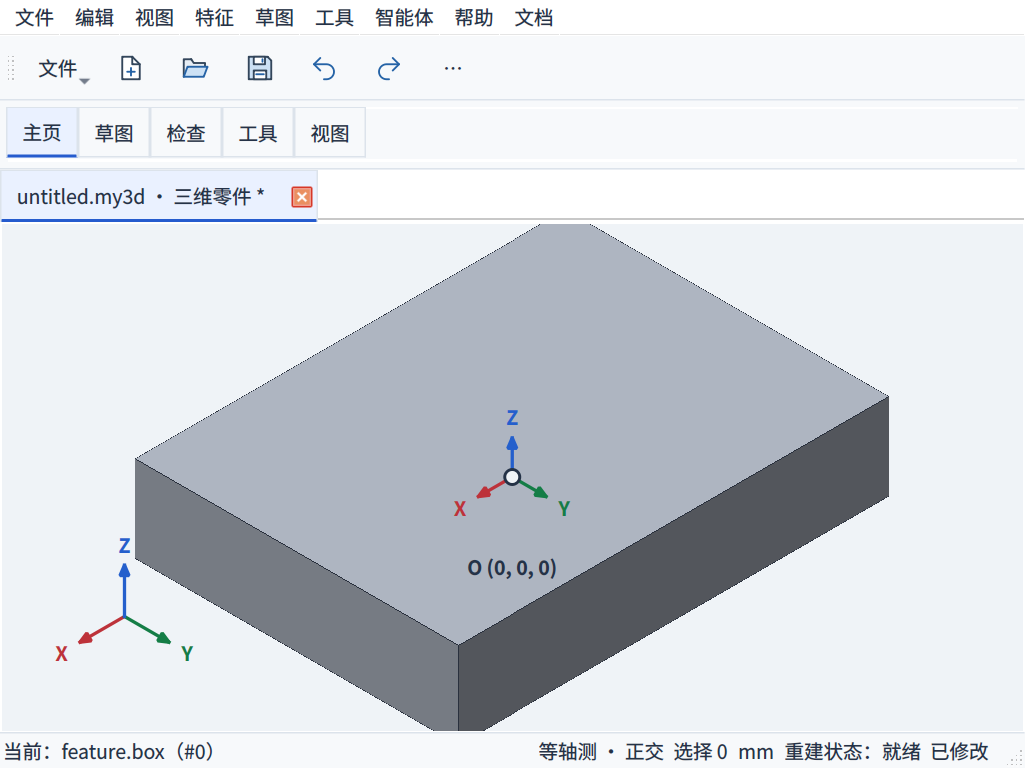 文件 编辑 视图 特征 草图 工具 智能体 帮助 文档
文件 ...
主页 草图 检查 工具 视图
untitled.my3d • 三维零件 *
Z
X Y
O (0, 0, 0)
Z
X Y
当前：feature.box（#0） 等轴测 • 正交 选择 0 mm 重建状态：就绪 已修改